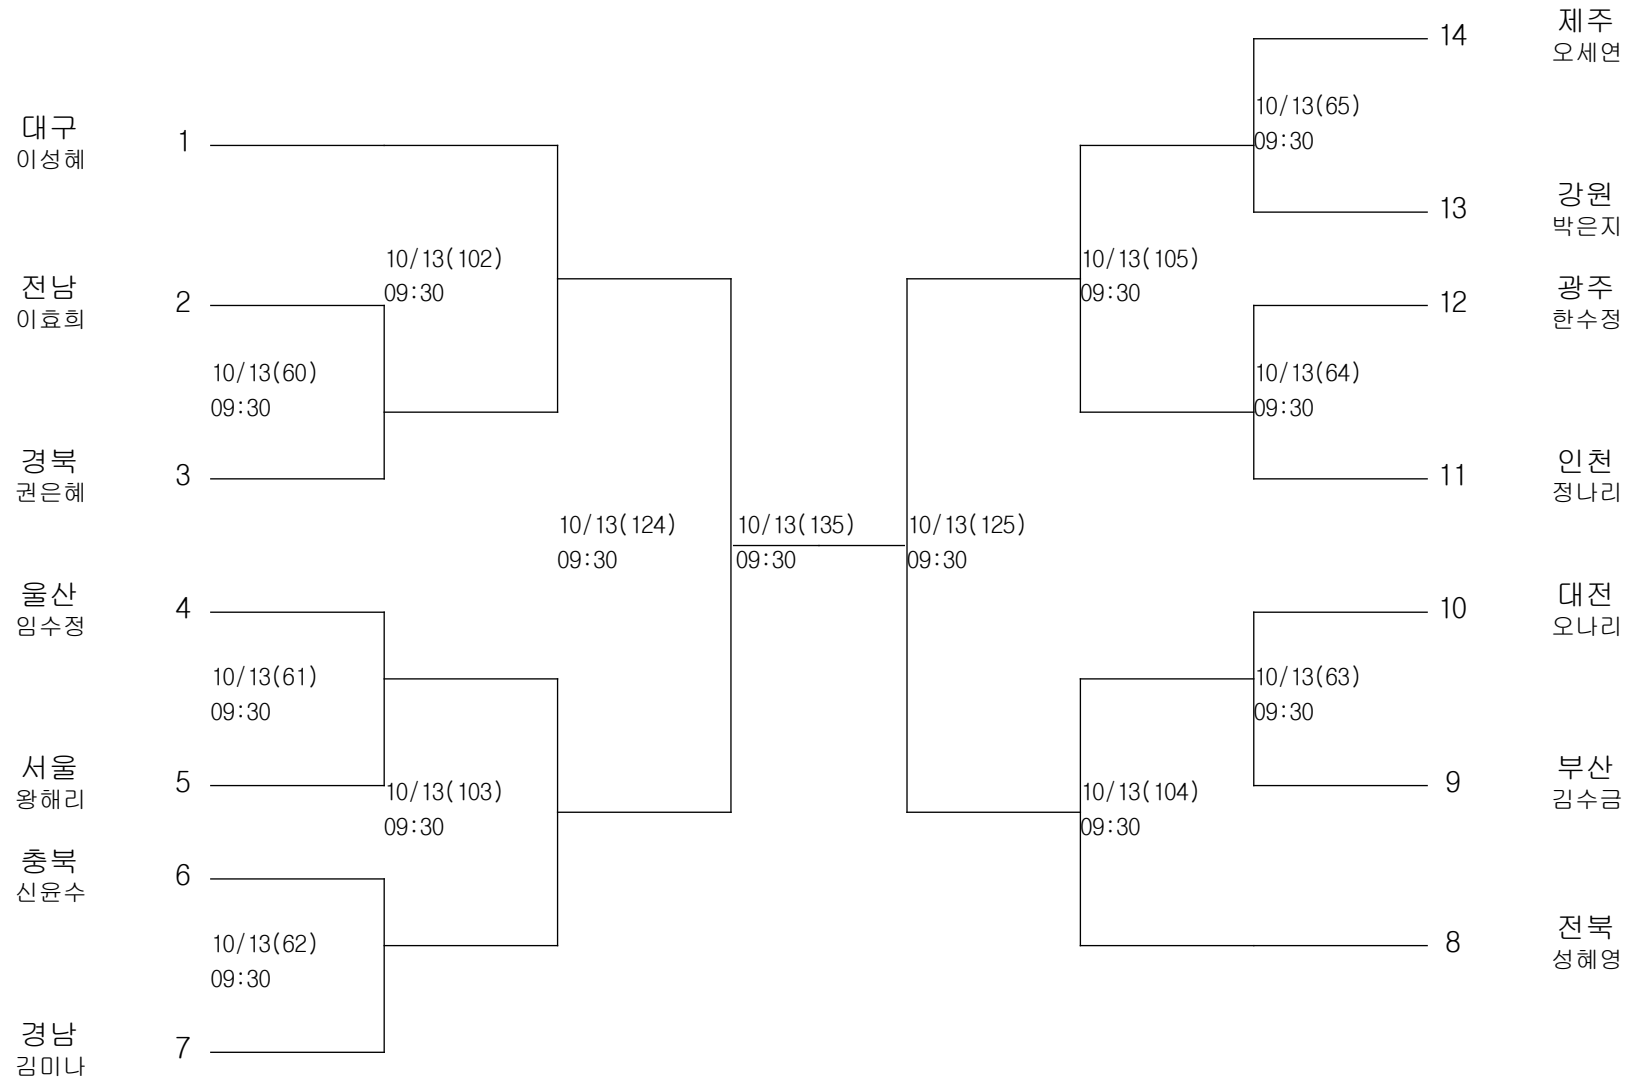 대구
이성혜
1
전남
이효희
2
10/13(102)
09:30
10/13(60)
09:30
경북
권은혜
3
10/13(124)
09:30
울산
임수정
4
10/13(61)
09:30
서울
왕해리
5
10/13(103)
09:30
충북
신윤수
6
10/13(62)
09:30
경남
김미나
7
10/13(135)
09:30
14
제주
오세연
10/13(65)
09:30
13
강원
박은지
10/13(105)
09:30
12
광주
한수정
10/13(64)
09:30
11
인천
정나리
10/13(125)
09:30
10
대전
오나리
10/13(63)
09:30
9
부산
김수금
10/13(104)
09:30
8
전북
성혜영